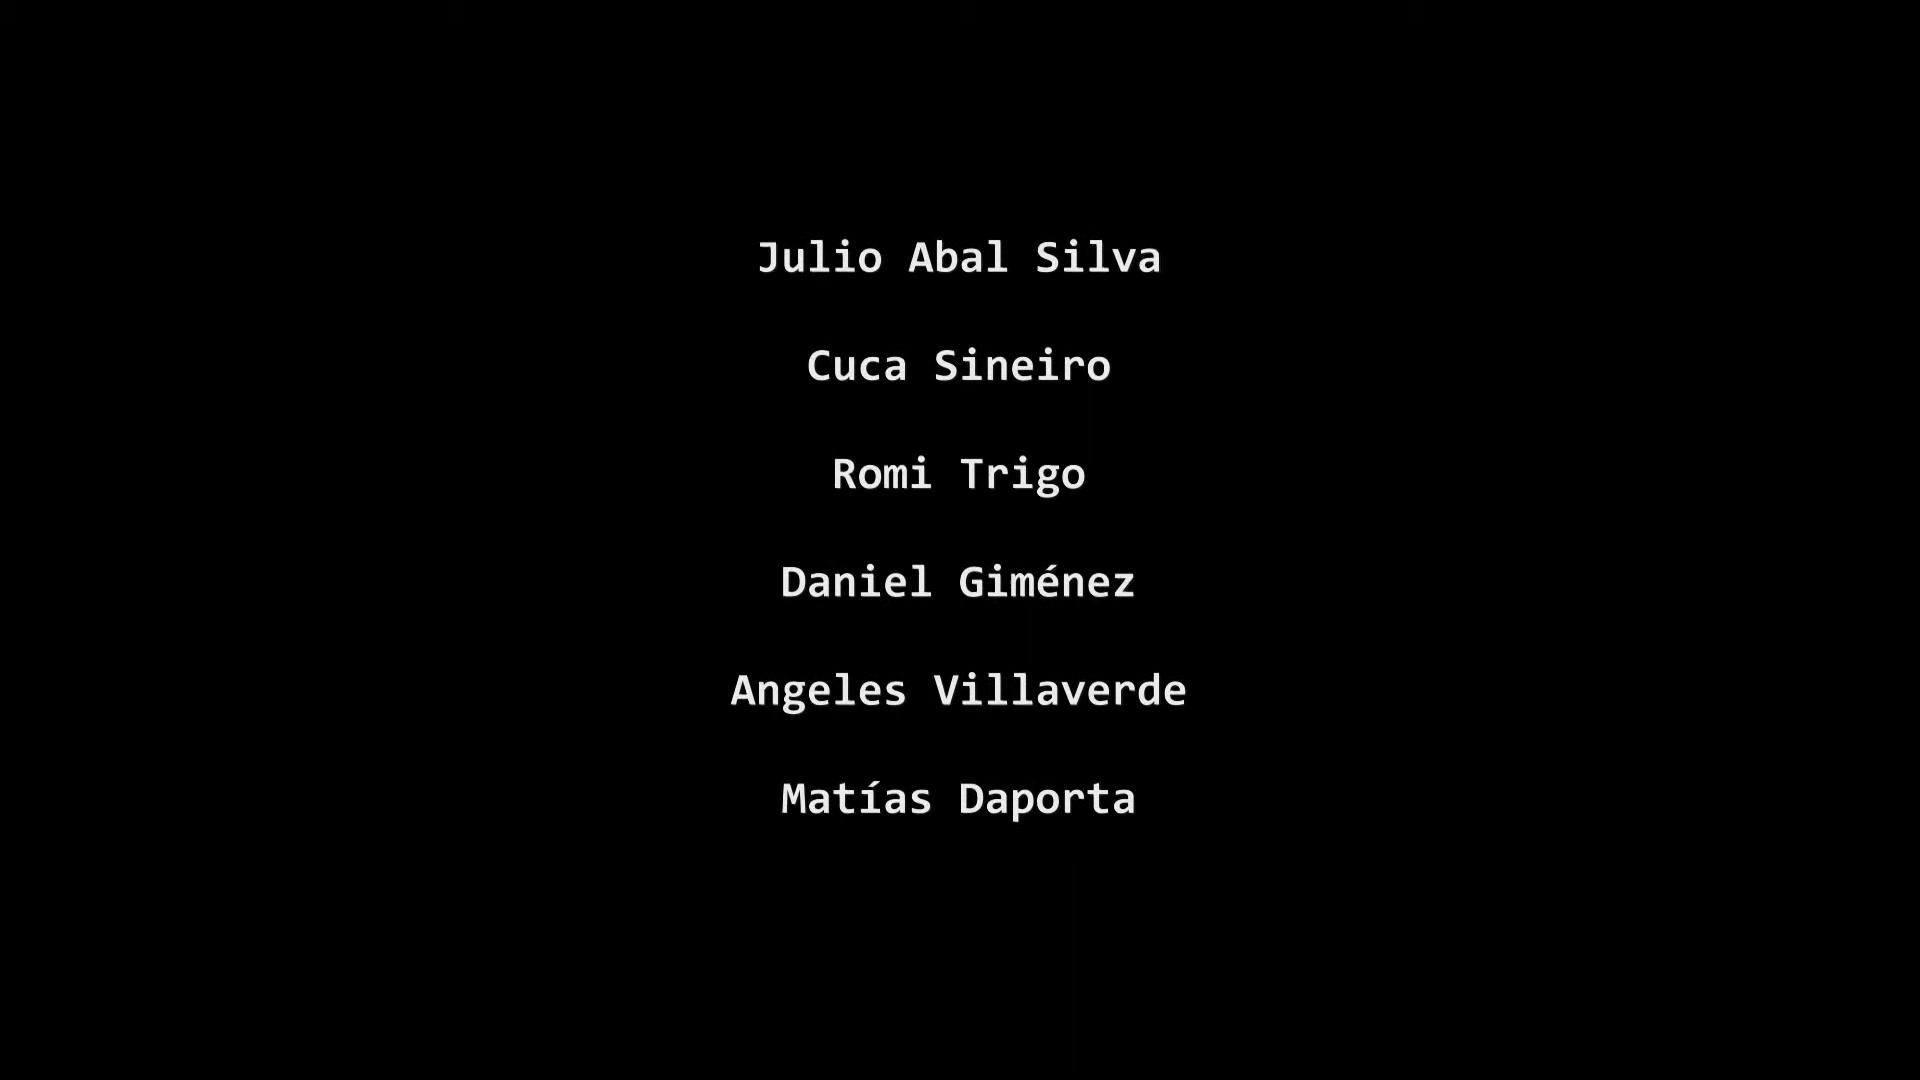 Julio Abal Silva
Cuca Sineiro
Romi Trigo
Daniel Giménez
Angeles Villaverde
Matías Daporta